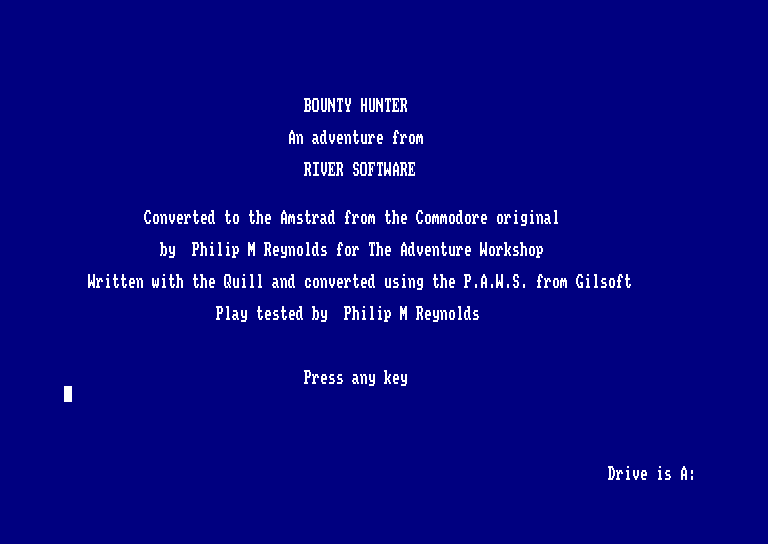 BOUNTY HUNTER
An adventure from
RIVER SOFTWARE
Converted to the Amstrad from the Commodore original
by  Philip M Reynolds for The Adventure Workshop
Written with the Quill and converted using the P.A.W.S. from Gilsoft
Play tested by  Philip M Reynolds
Press any key
Drive is A: